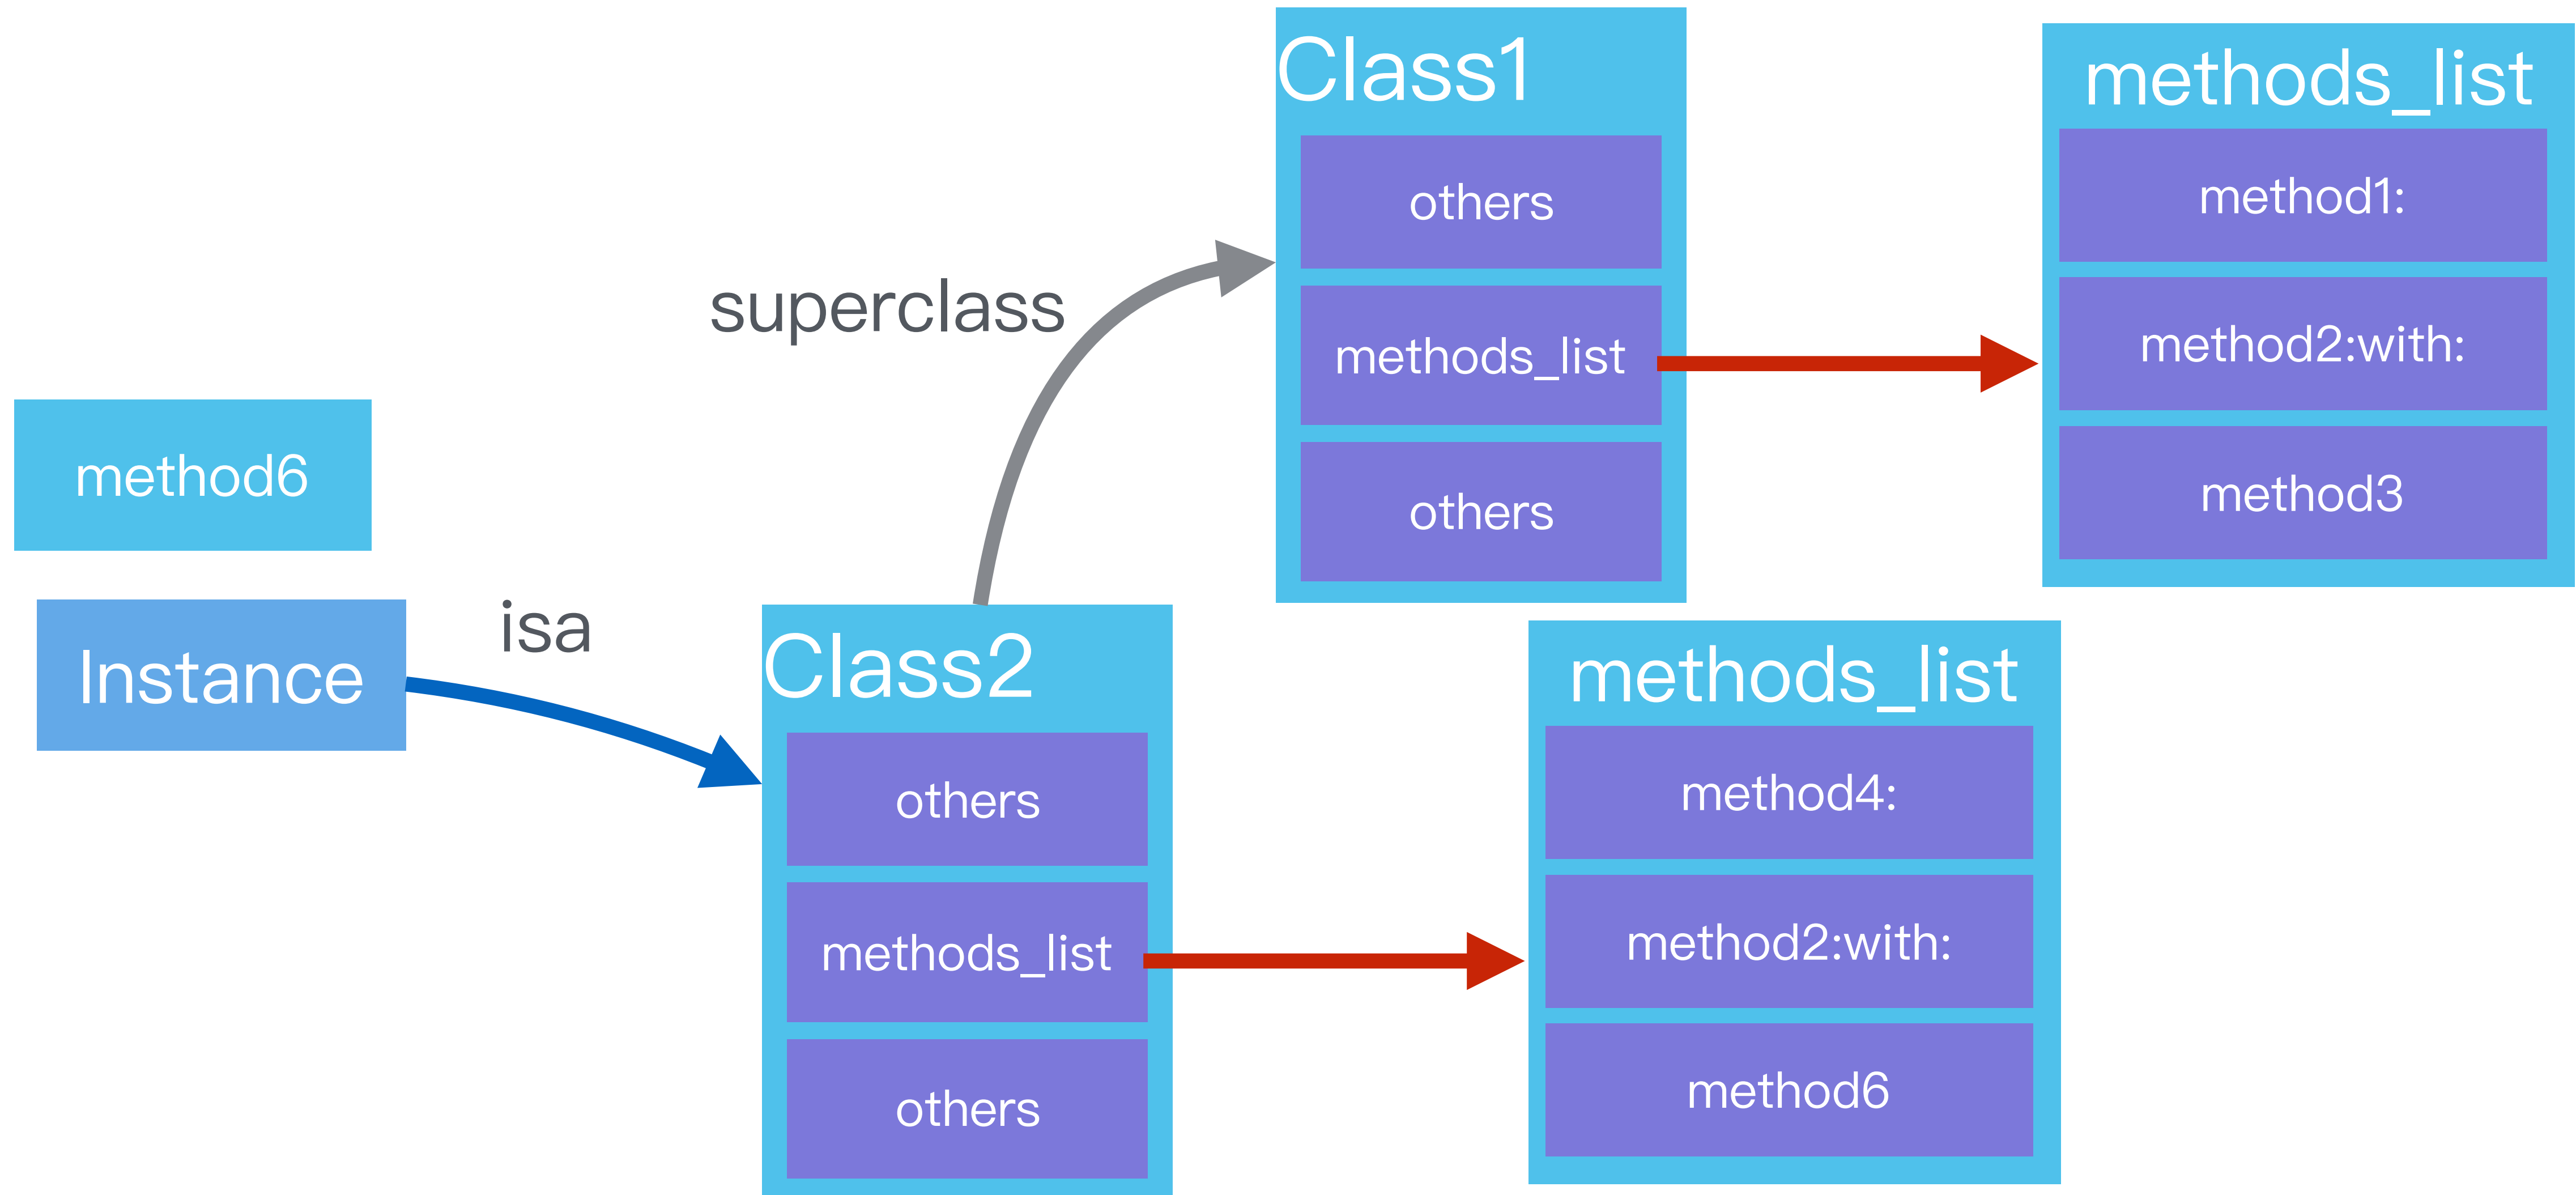 Class1
others
methods_list
others
methods_list
method1:
method2:with:
method3
superclass
method6
Instance
isa
Class2
others
methods_list
others
methods_list
method4:
method2:with:
method6